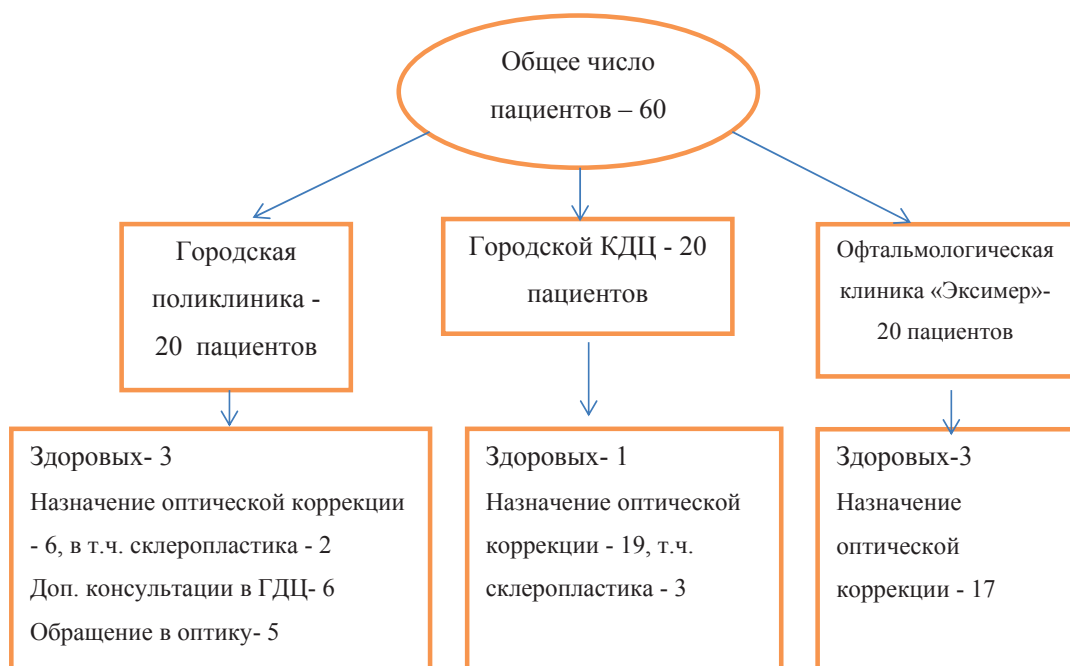 Общее число
пациентов – 60
Городская
поликлиника -
20 пациентов
Городской КДЦ - 20
пациентов
Офтальмологическая
клиника «Эксимер»-
20 пациентов
Здоровых- 3
Назначение оптической коррекции
- 6, в т.ч. склеропластика - 2
Доп. консультации в ГДЦ- 6
Обращение в оптику- 5
Здоровых- 1
Назначение оптической
коррекции - 19, т.ч.
склеропластика - 3
Здоровых-3
Назначение
оптической
коррекции - 17